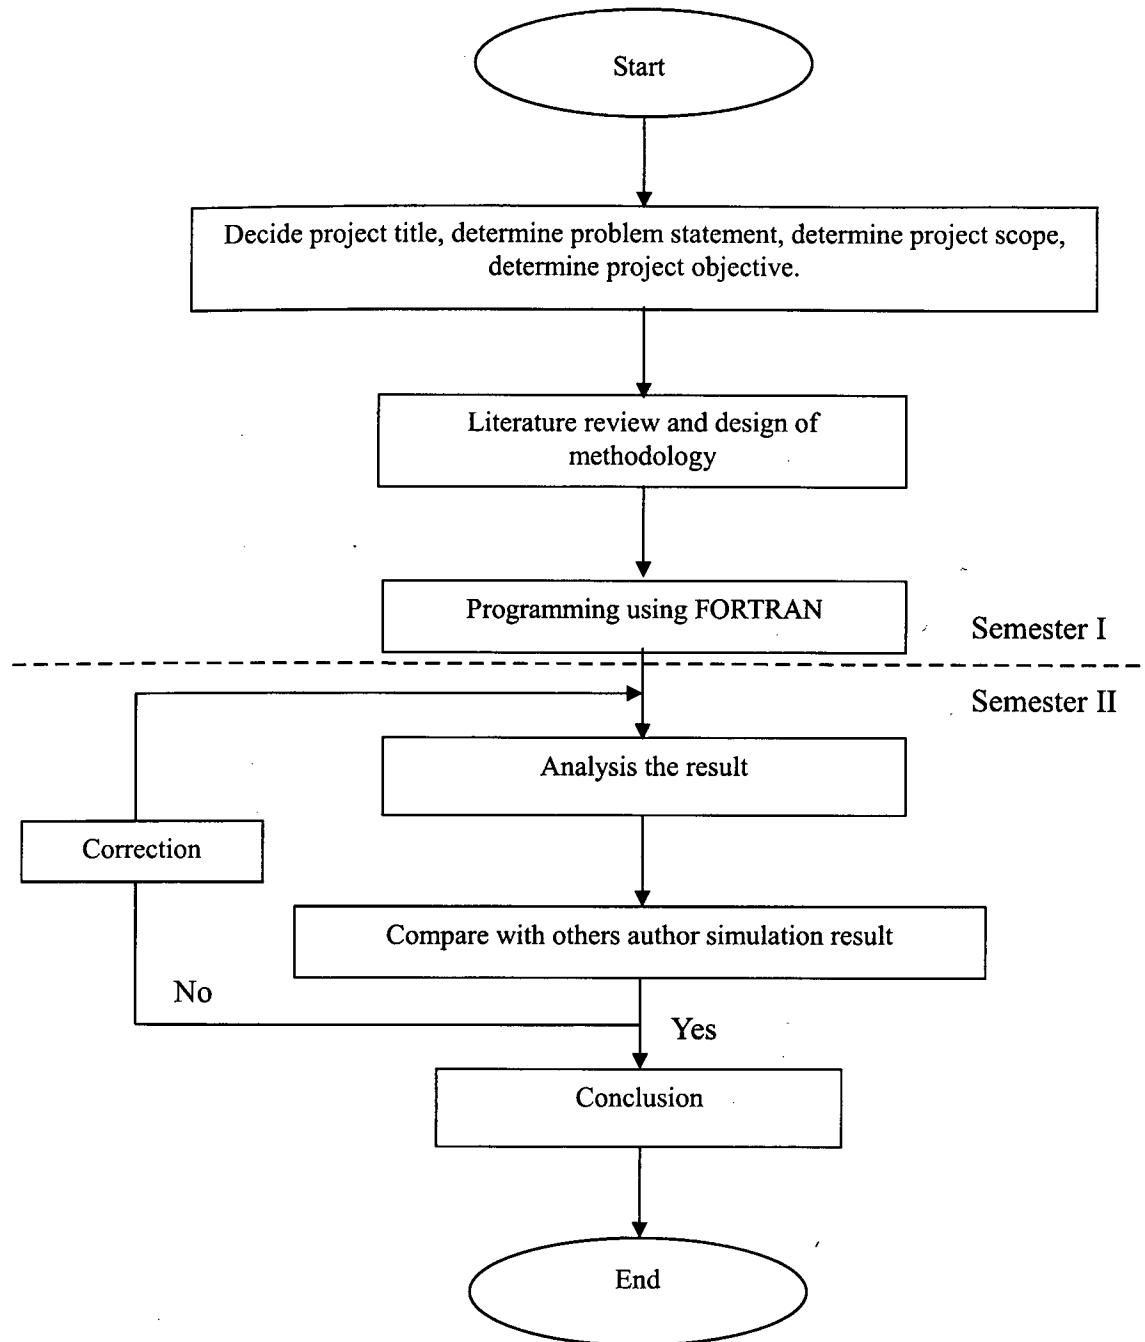 Start
Decide project title, determine problem statement, determine project scope,
determine project objective.
Literature review and design of
methodology
Programming using FORTRAN
Semester I
Semester II
Analysis the result
Correction
Compare with others author simulation result
No
Yes
Conclusion
End